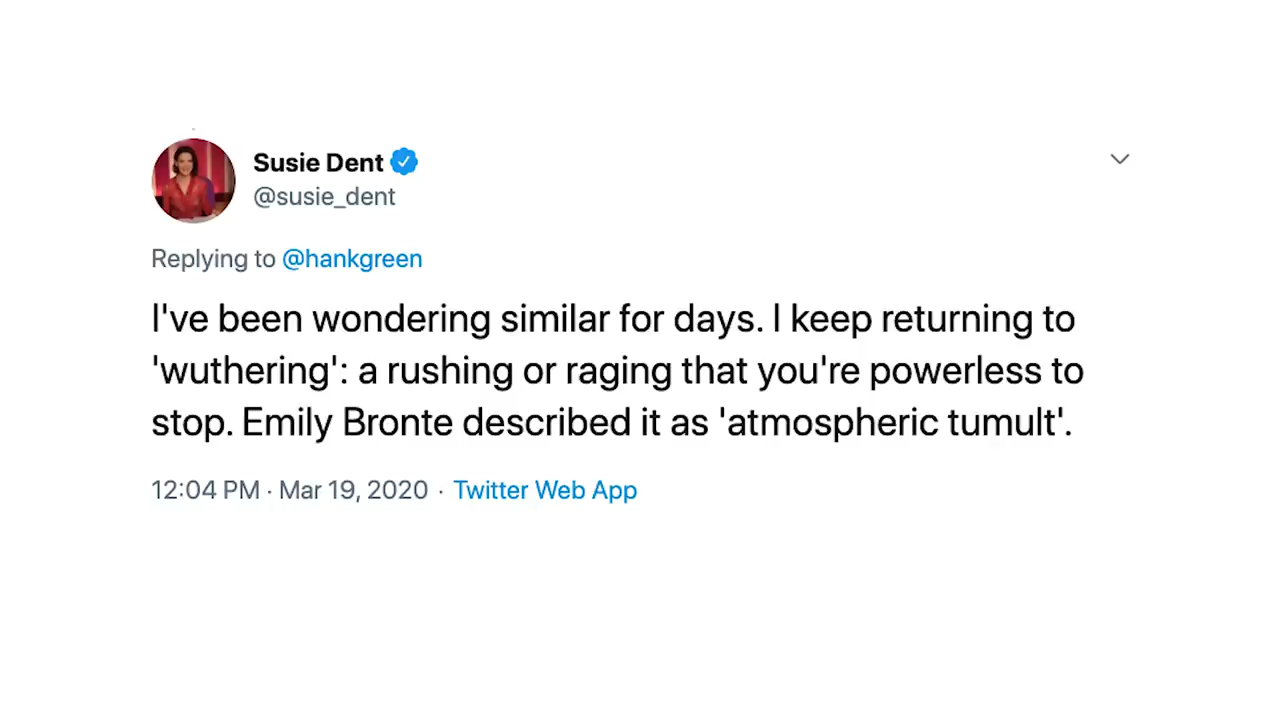 Susie Dent
@susie_dent
Replying to @hankgreen
I've been wondering similar for days. I keep returning to
'wuthering': a rushing or raging that you're powerless to
stop. Emily Bronte described it as 'atmospheric tumult'.
12:04 PM · Mar 19, 2020 · Twitter Web App